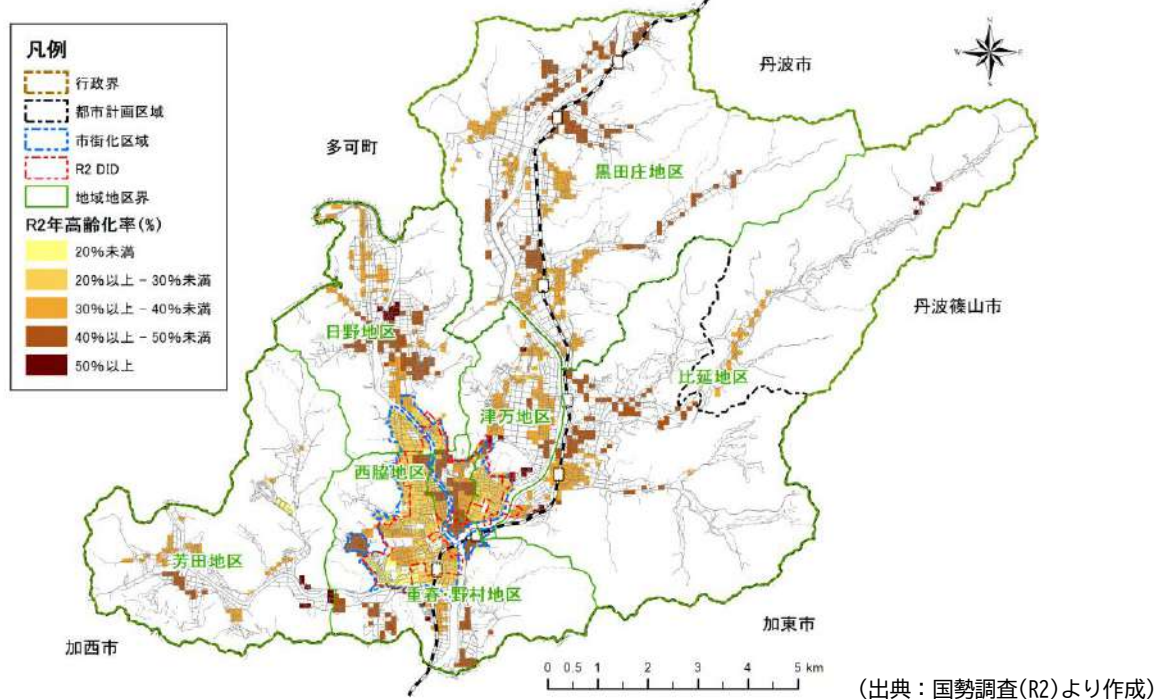 凡例
行政界
都市計画区域
市街化区域
R2 DID
地域地区界
R2年高齢化率(%)
20%未満
20%以上 - 30%未満
30%以上 - 40%未満
40%以上 - 50%未満
50%以上
N
W
E
S
丹波市
多可町
黒田庄地区
丹波篠山市
日野地区
比延地区
津万地区
西脇地区
芳田地区
重春・野村地区
加東市
加西市
0 0.5 1 2 3 4 5 km
(出典：国勢調査(R2)より作成)